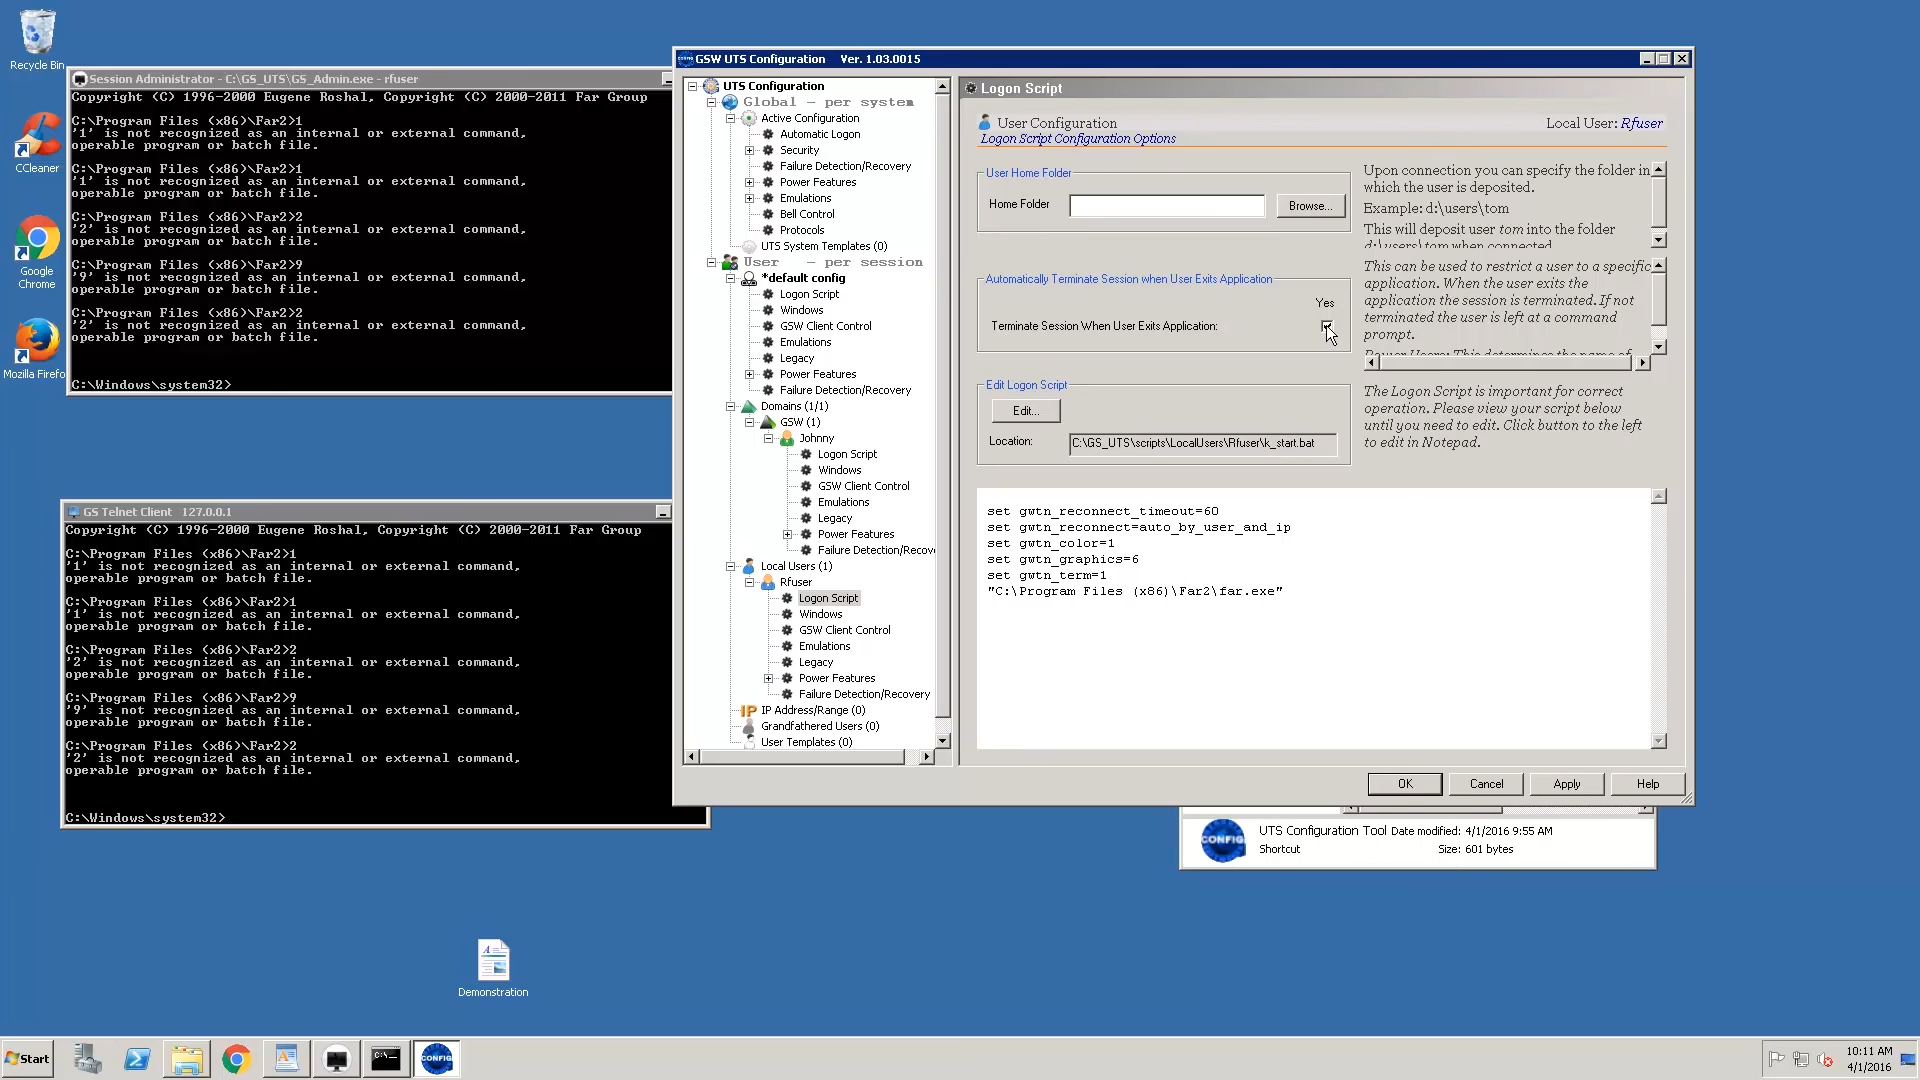 Recycle Bin
CCleaner
Google
Chrome
Mozilla Firefo
Session Administrator - C:\GS_UTS\GS_Admin.exe - rfuser
Copyright (C) 1996-2000 Eugene Roshal, Copyright (C) 2000-2011 Far Group
C:\Program Files (x86)\Far2>1
'1' is not recognized as an internal or external command,
operable program or batch file.
C:\Program Files (x86)\Far2>1
'1' is not recognized as an internal or external command,
operable program or batch file.
C:\Program Files (x86)\Far2>2
'2' is not recognized as an internal or external command,
operable program or batch file.
C:\Program Files (x86)\Far2>9
'9' is not recognized as an internal or external command,
operable program or batch file.
C:\Program Files (x86)\Far2>2
'2' is not recognized as an internal or external command,
operable program or batch file.
C:\Windows\system32>
GS Telnet Client 127.0.0.1
Copyright (C) 1996-2000 Eugene Roshal, Copyright (C) 2000-2011 Far Group
C:\Program Files (x86)\Far2>1
'1' is not recognized as an internal or external command,
operable program or batch file.
C:\Program Files (x86)\Far2>1
'1' is not recognized as an internal or external command,
operable program or batch file.
C:\Program Files (x86)\Far2>2
'2' is not recognized as an internal or external command,
operable program or batch file.
C:\Program Files (x86)\Far2>9
'9' is not recognized as an internal or external command,
operable program or batch file.
C:\Program Files (x86)\Far2>2
'2' is not recognized as an internal or external command,
operable program or batch file.
C:\Windows\system32>
GSW UTS Configuration Ver. 1.03.0015
UTS Configuration
Global - per system
Active Configuration
Automatic Logon
Security
Failure Detection/Recovery
Power Features
Emulations
Bell Control
Protocols
UTS System Templates (0)
User - per session
*default config
Logon Script
Windows
GSW Client Control
Emulations
Legacy
Power Features
Failure Detection/Recovery
Domains (1/1)
GSW (1)
Johnny
Logon Script
Windows
GSW Client Control
Emulations
Legacy
Power Features
Failure Detection/Recov
Local Users (1)
Rfuser
Logon Script
Windows
GSW Client Control
Emulations
Legacy
Power Features
Failure Detection/Recovery
IP IP Address/Range (0)
Grandfathered Users (0)
User Templates (0)
Logon Script
User Configuration
Local User: Rfuser
Logon Script Configuration Options
User Home Folder
Home Folder
Browse...
Upon connection you can specify the folder in
which the user is deposited.
Example: d:\users\tom
This will deposit user tom into the folder
d:\users\tom when connected
Automatically Terminate Session when User Exits Application
Yes
Terminate Session When User Exits Application:
This can be used to restrict a user to a specific
application. When the user exits the
application the session is terminated. If not
terminated the user is left at a command
prompt.
Power Users: This determines the name of
Edit Logon Script
Edit...
Location:
C:\GS_UTS\scripts\LocalUsers\Rfuser\k_start.bat
The Logon Script is important for correct
operation. Please view your script below
until you need to edit. Click button to the left
to edit in Notepad.
set gwtn_reconnect_timeout=60
set gwtn_reconnect=auto_by_user_and_ip
set gwtn_color=1
set gwtn_graphics=6
set gwtn_term=1
"C:\Program Files (x86)\Far2\far.exe"
OK
Cancel
Apply
Help
CONFIG
UTS Configuration Tool Date modified: 4/1/2016 9:55 AM
Shortcut
Size: 601 bytes
Demonstration
Start
CONFIG
10:11 AM
4/1/2016